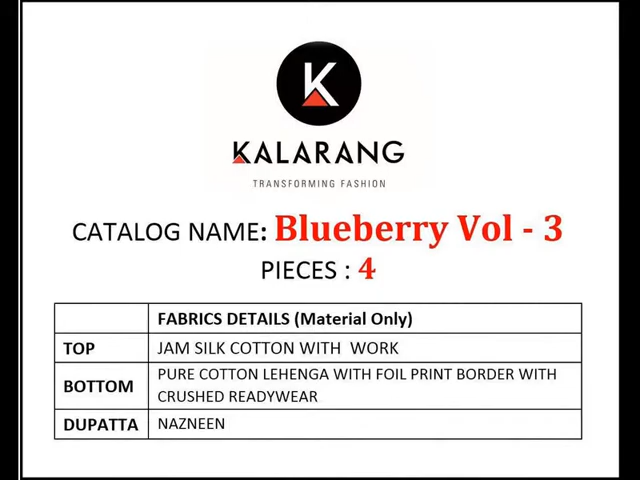 K
KALARANG
TRANSFORMING FASHION
CATALOG NAME: Blueberry Vol - 3
PIECES : 4
FABRICS DETAILS (Material Only)
TOP JAM SILK COTTON WITH WORK
BOTTOM PURE COTTON LEHENGA WITH FOIL PRINT BORDER WITH
CRUSHED READYWEAR
DUPATTA NAZNEEN